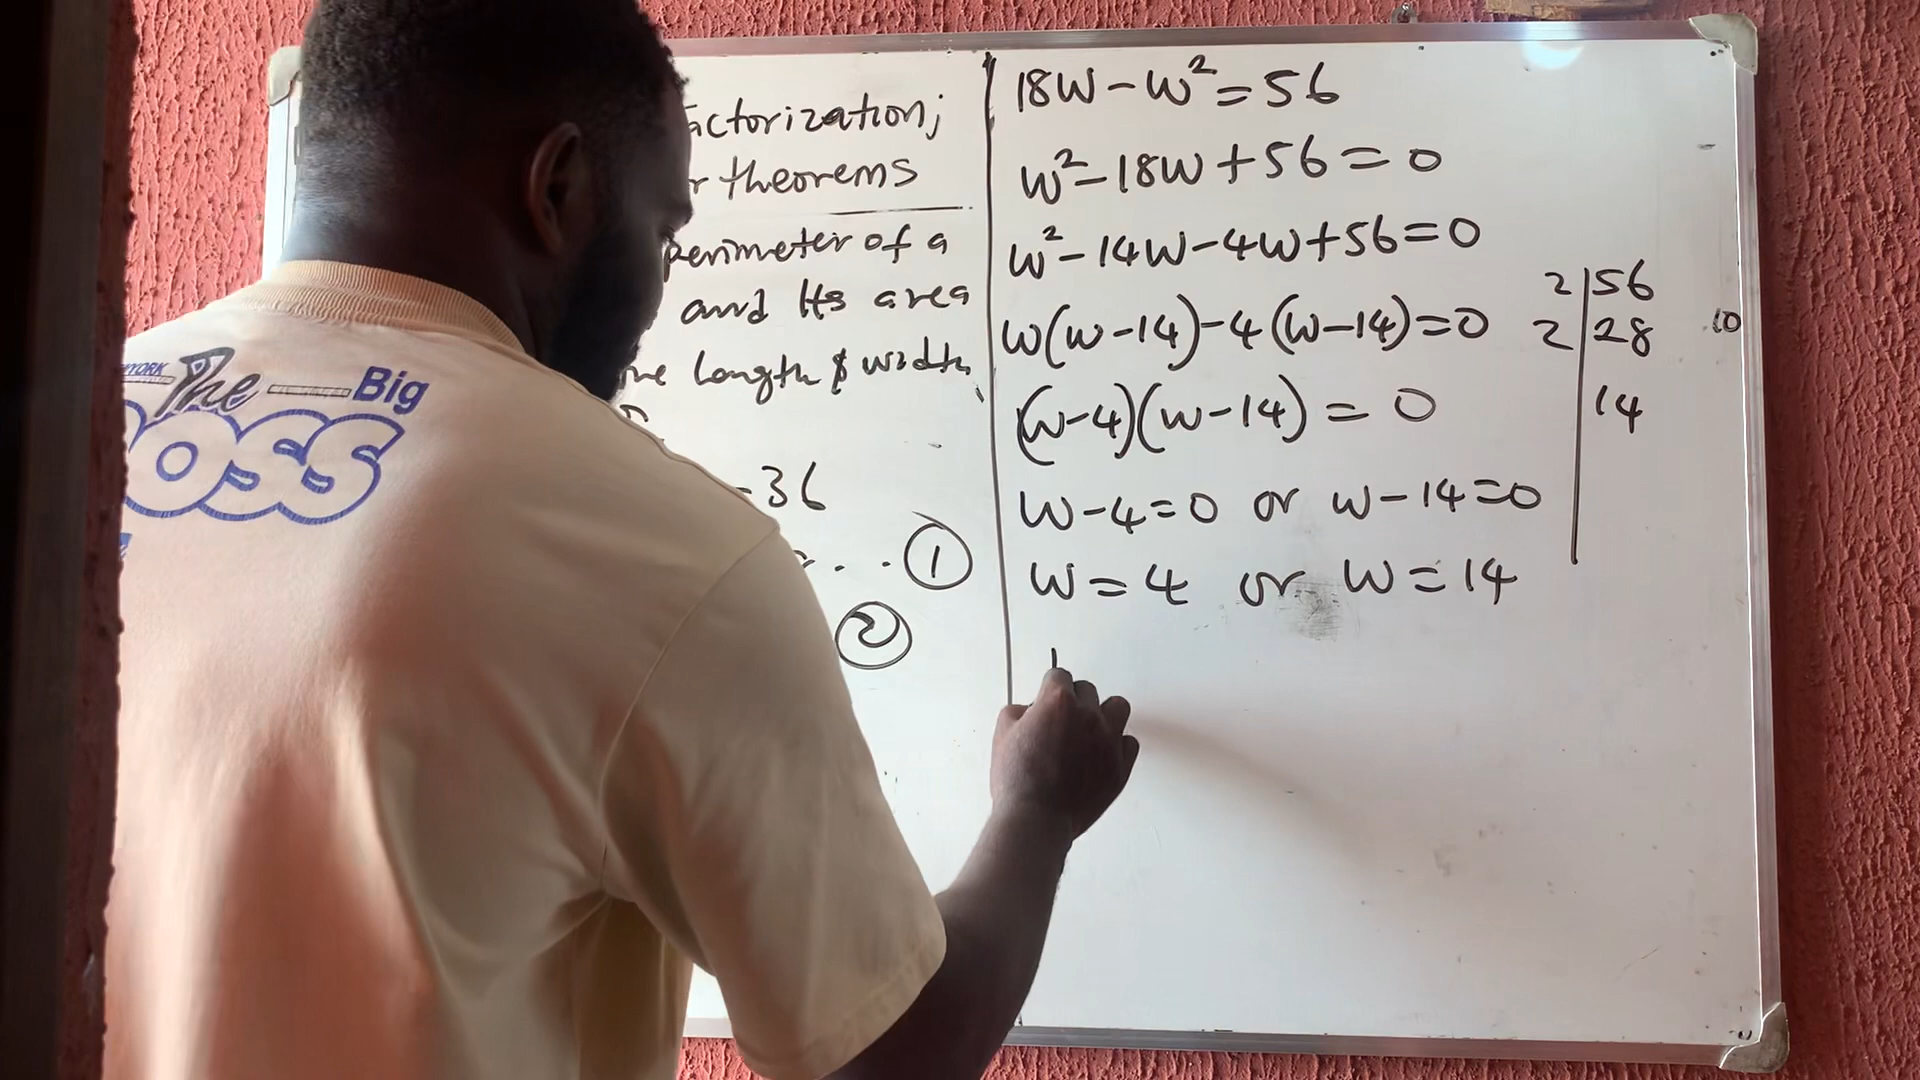 actorization;
theorems
perimeter of a
and its area
length & width
36
. . . ①
②
18w - w² = 56
w² - 18w + 56 = 0
w² - 14w - 4w + 56 = 0
w(w - 14) - 4(w - 14) = 0
(w - 4)(w - 14) = 0
w - 4 = 0 or w - 14 = 0
w = 4 or w = 14
2 | 56
2 | 28
14
10
YORK
The Big
OSS